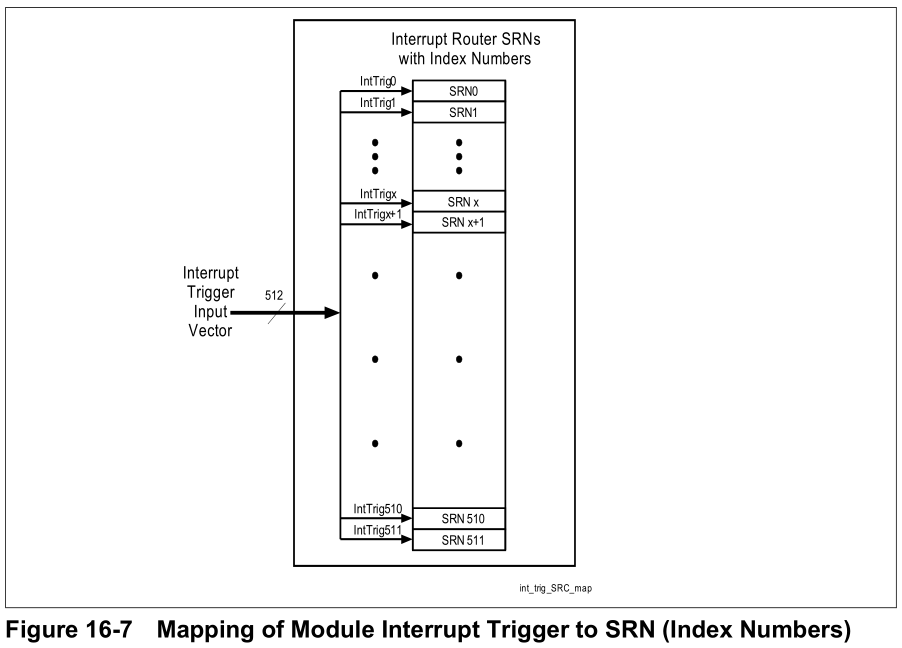 Interrupt Router SRNs
with Index Numbers
IntTrig0
SRN0
IntTrig1
SRN1
IntTrigx
SRN x
IntTrigx+1
SRN x+1
Interrupt
Trigger
Input
Vector
512
IntTrig510
SRN 510
IntTrig511
SRN 511
int_trig_SRC_map
Figure 16-7 Mapping of Module Interrupt Trigger to SRN (Index Numbers)